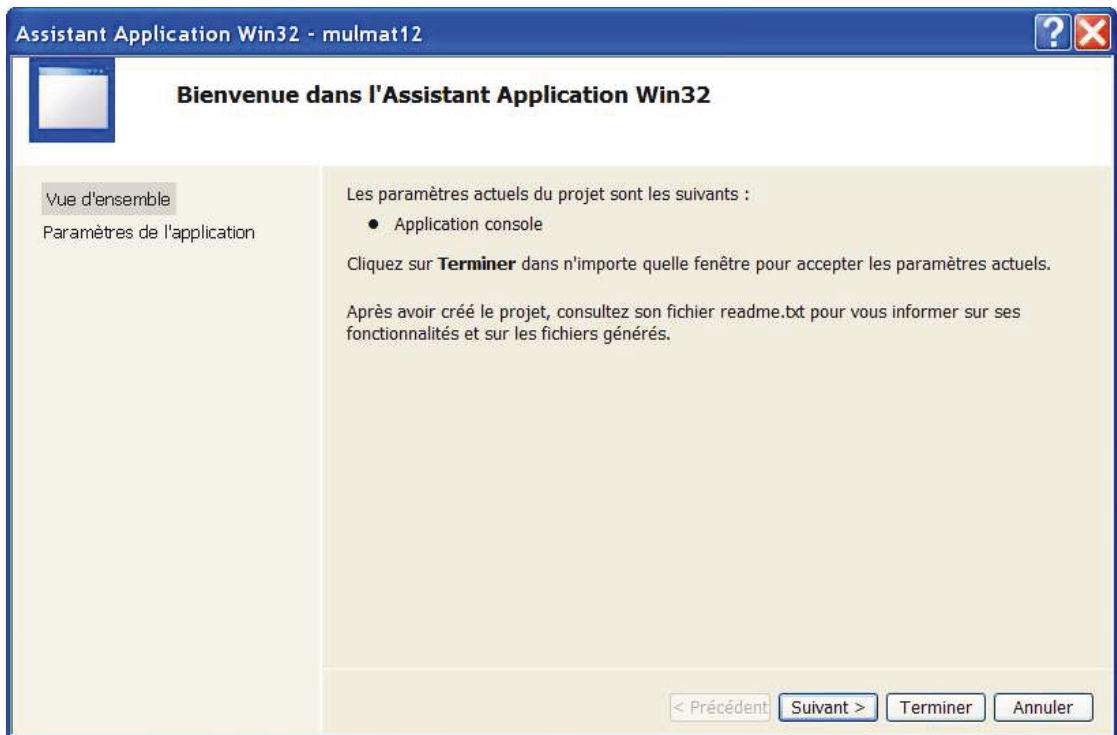 Assistant Application Win32 - mulmat12
Bienvenue dans l'Assistant Application Win32
Vue d'ensemble
Paramètres de l'application
Les paramètres actuels du projet sont les suivants :
● Application console
Cliquez sur Terminer dans n'importe quelle fenêtre pour accepter les paramètres actuels.
Après avoir créé le projet, consultez son fichier readme.txt pour vous informer sur ses
fonctionnalités et sur les fichiers générés.
< Précédent Suivant > Terminer Annuler